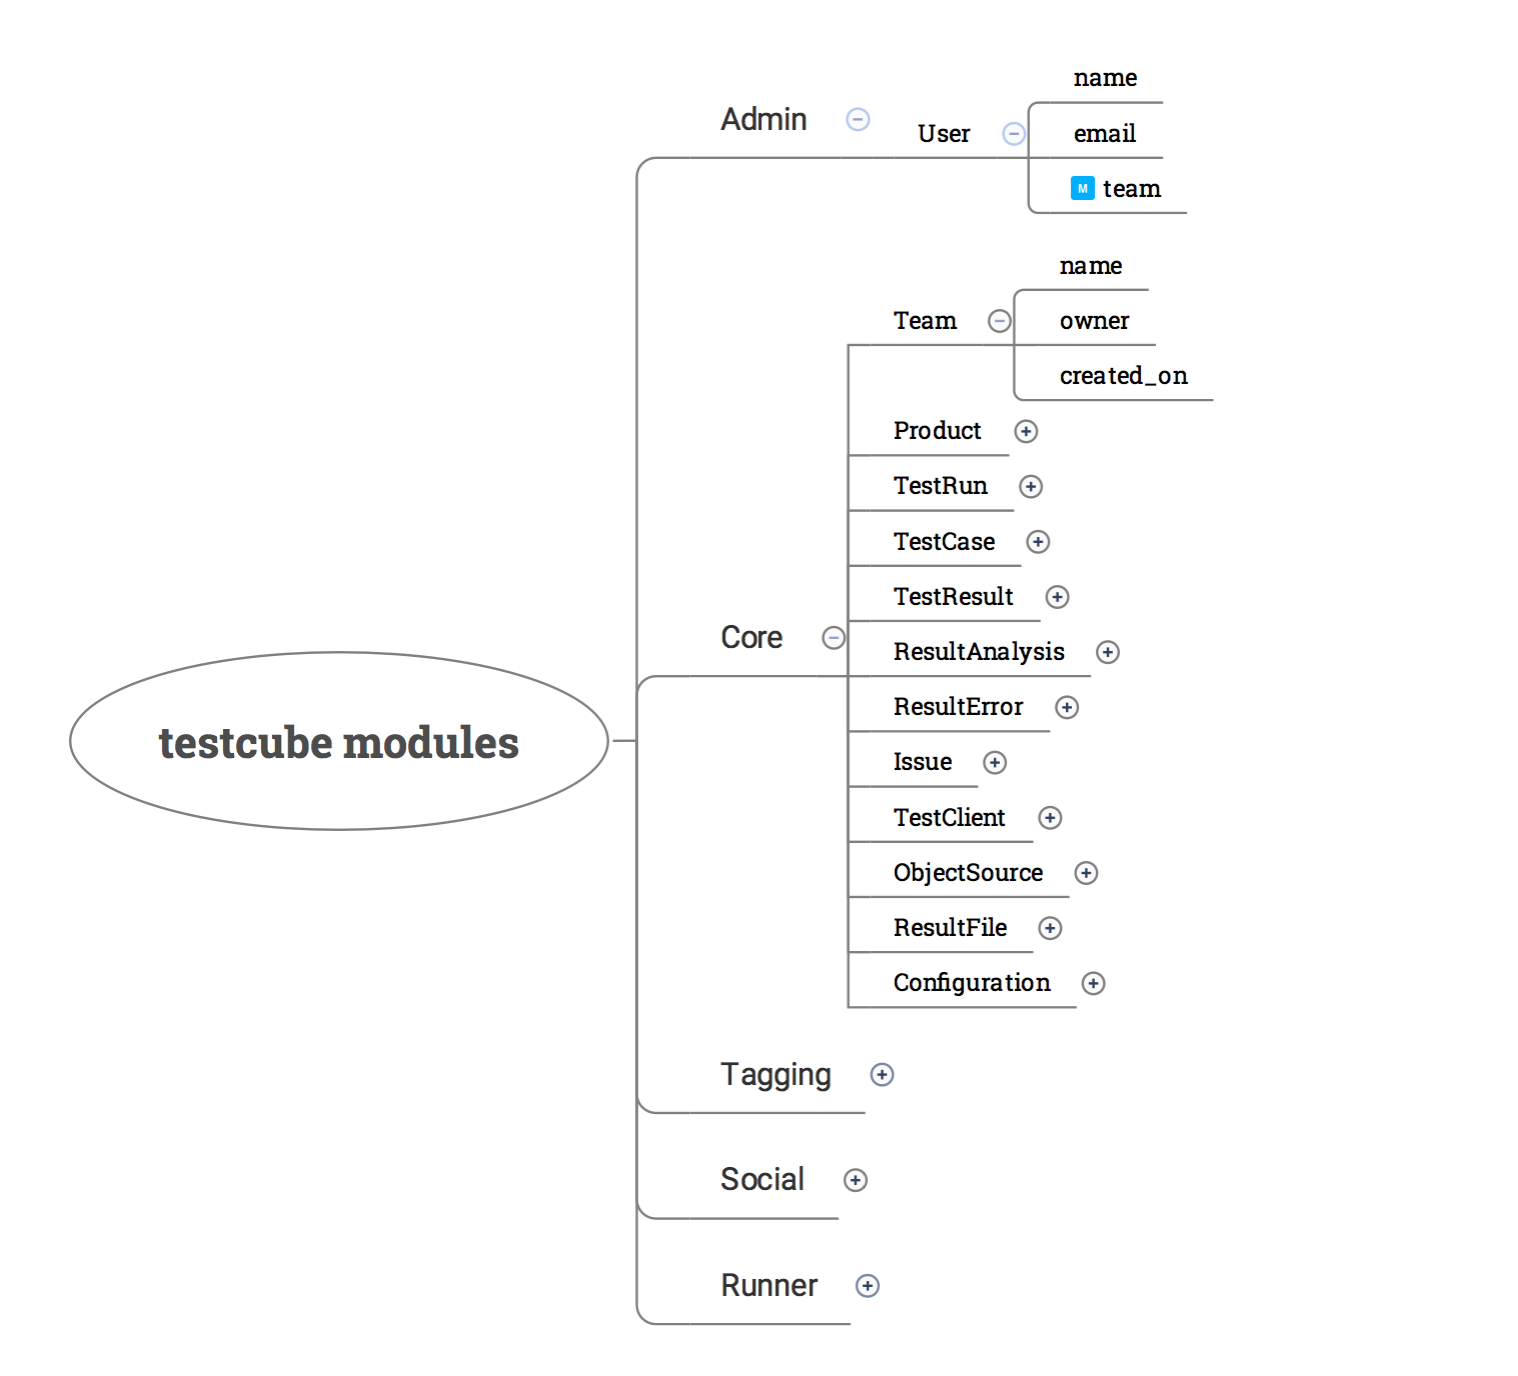 testcube modules
Admin
User
name
email
M team
Core
Team
name
owner
created_on
Product
TestRun
TestCase
TestResult
ResultAnalysis
ResultError
Issue
TestClient
ObjectSource
ResultFile
Configuration
Tagging
Social
Runner